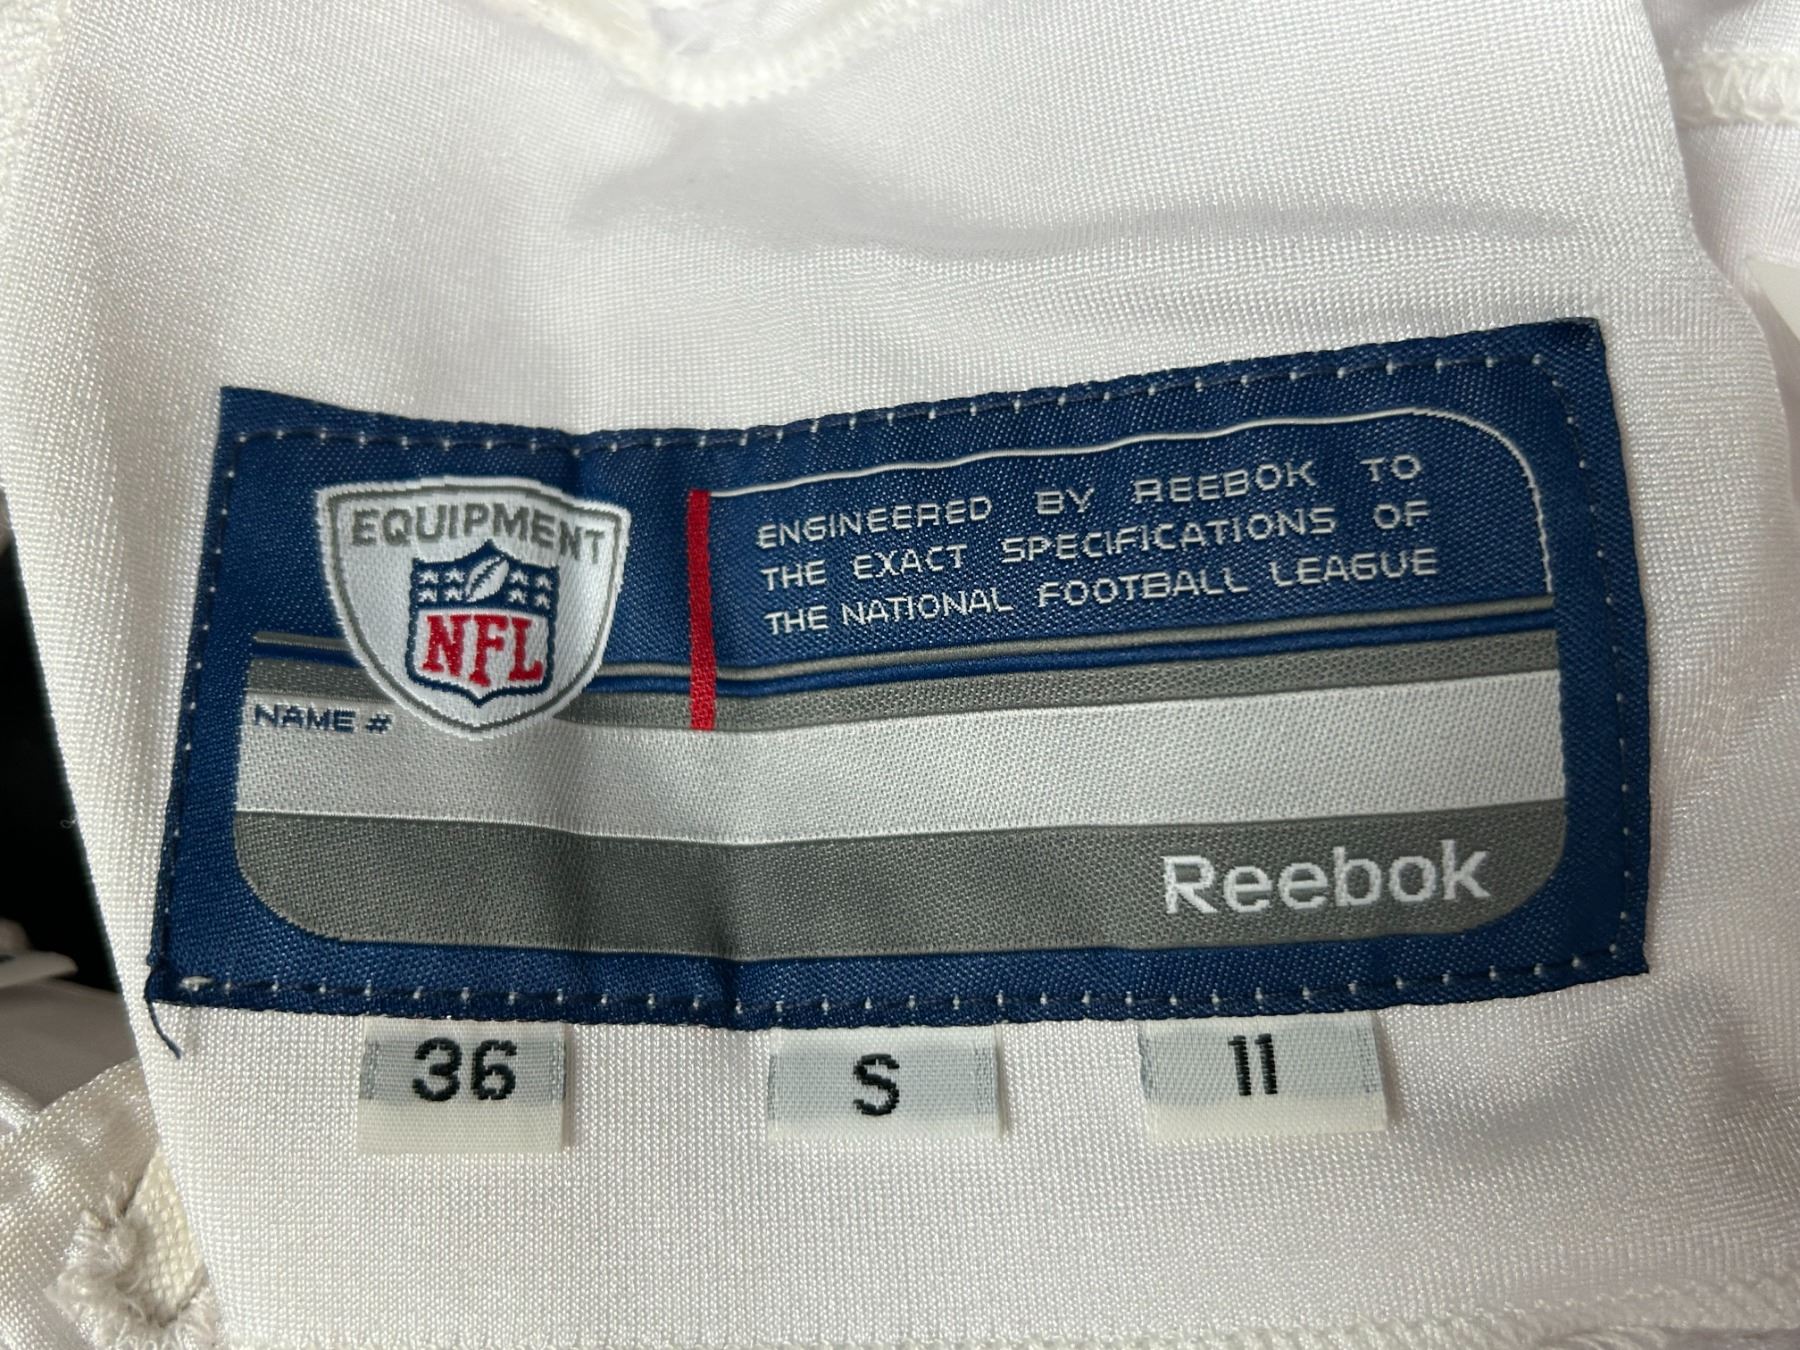 EQUIPMENT
NFL
ENGINEERED BY REEBOK TO
THE EXACT SPECIFICATIONS OF
THE NATIONAL FOOTBALL LEAGUE
NAME #
Reebok
36 S 11